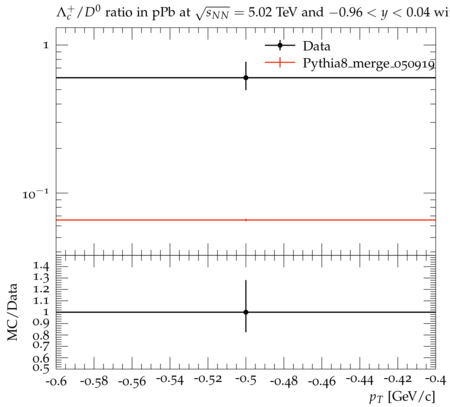 Λc+/D0 ratio in pPb at √sNN = 5.02 TeV and −0.96 < y < 0.04 wi
1
Data
Pythia8_merge_050919
10−1
MC/Data
1.4
1.3
1.2
1.1
1
0.9
0.8
0.7
0.6
0.5
-0.6 -0.58 -0.56 -0.54 -0.52 -0.5 -0.48 -0.46 -0.44 -0.42 -0.4
pT [GeV/c]